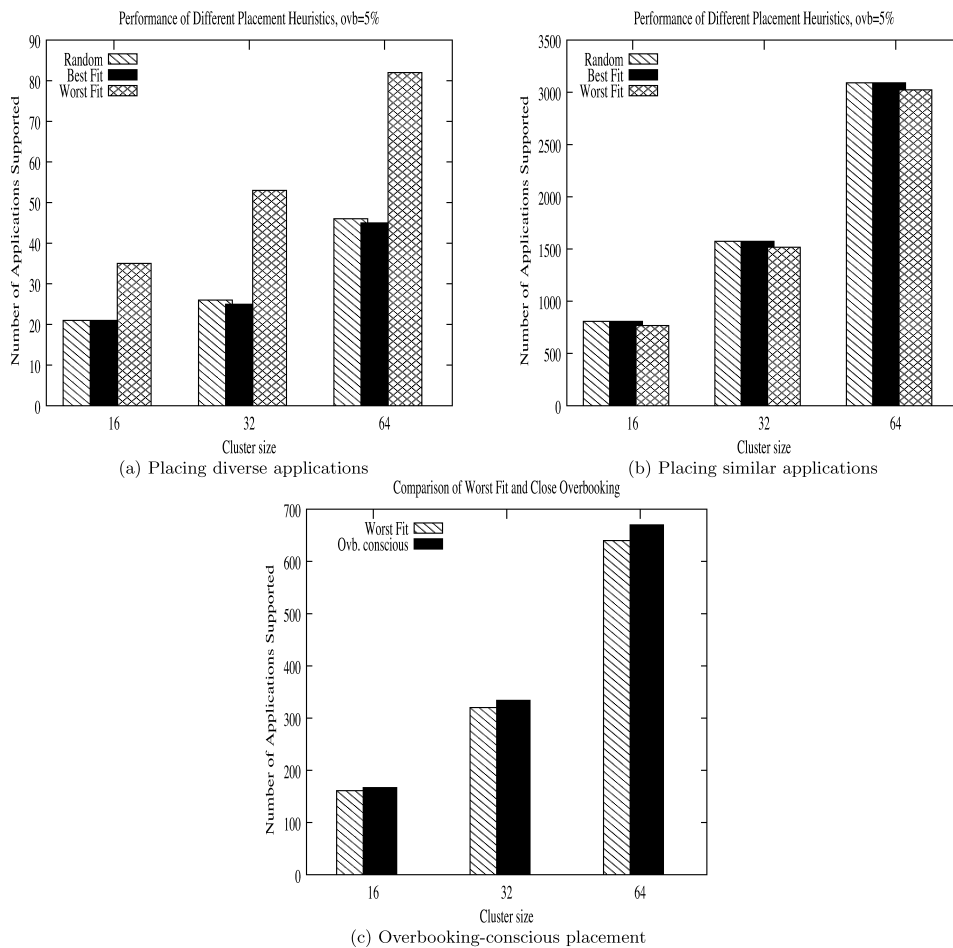 Performance of Different Placement Heuristics, ovb=5%
90
80
70
60
50
40
30
20
10
0
Number of Applications Supported
Random
Best Fit
Worst Fit
16
32
64
Cluster size
(a) Placing diverse applications
Performance of Different Placement Heuristics, ovb=5%
3500
3000
2500
2000
1500
1000
500
0
Number of Applications Supported
Random
Best Fit
Worst Fit
16
32
64
Cluster size
(b) Placing similar applications
Comparison of Worst Fit and Close Overbooking
700
600
500
400
300
200
100
0
Number of Applications Supported
Worst Fit
Ovb. conscious
16
32
64
Cluster size
(c) Overbooking-conscious placement